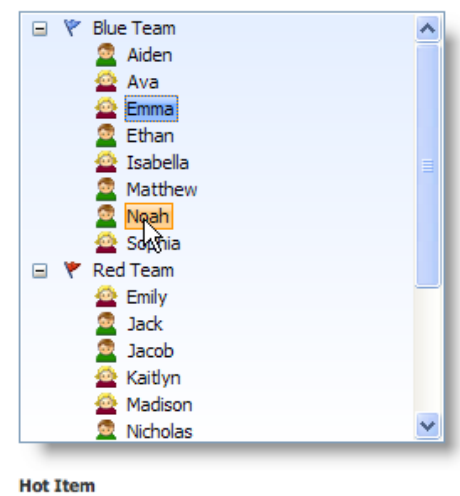 Blue Team
Aiden
Ava
Emma
Ethan
Isabella
Matthew
Noah
Sophia
Red Team
Emily
Jack
Jacob
Kaitlyn
Madison
Nicholas
Hot Item